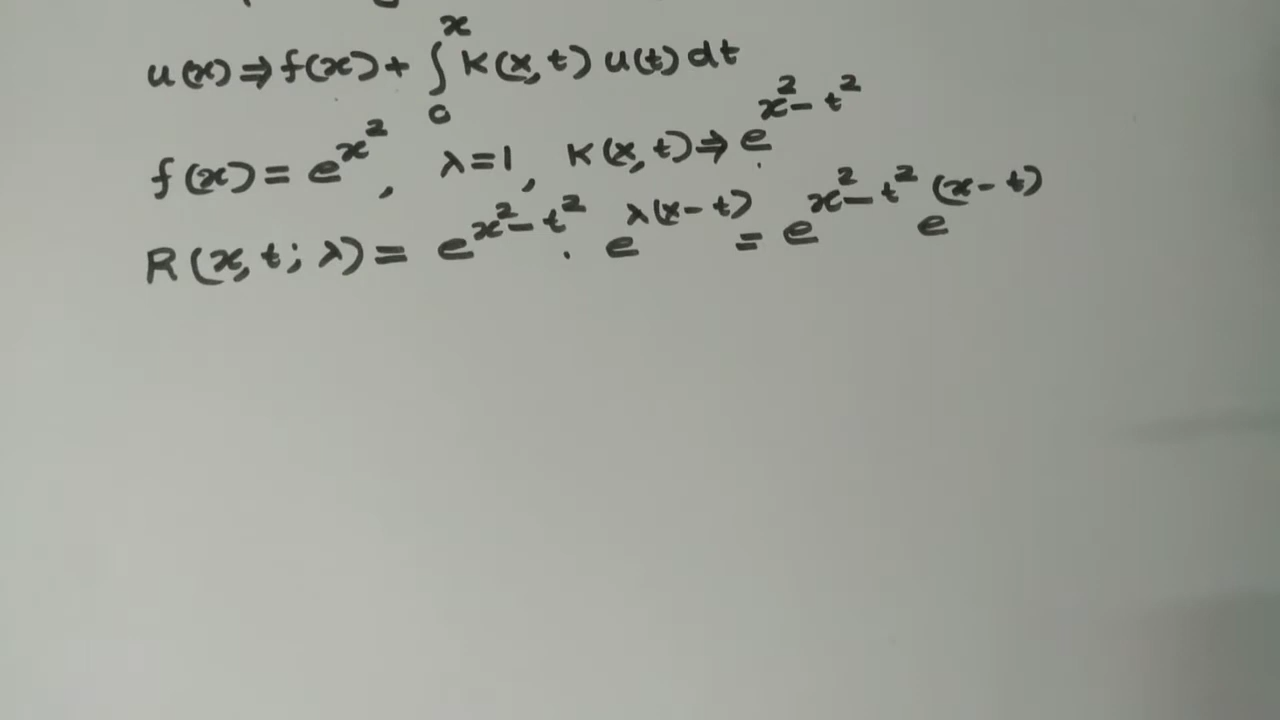 u(x) ⇒ f(x) + ∫₀ˣ K(x, t) u(t) dt
f(x) = e^{x²}, λ=1, K(x, t) ⇒ e^{x²-t²}
R(x, t; λ) = e^{x²-t²} . e^{λ(x-t)} = e^{x²-t²} e^{(x-t)}